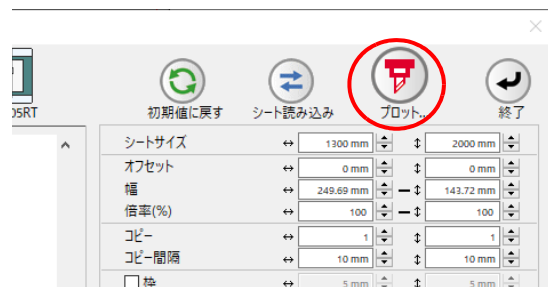 05RT 初期値に戻す シート読み込み プロット.. 終了
シートサイズ ↔ 1300 mm ↕ 2000 mm
オフセット ↔ 0 mm ↕ 0 mm
幅 ↔ 249.69 mm ↕ 143.72 mm
倍率(%) ↔ 100 ↕ 100
コピー ↔ 1 ↕ 1
コピー間隔 ↔ 10 mm ↕ 10 mm
枠 ↔ 5 mm ↕ 5 mm